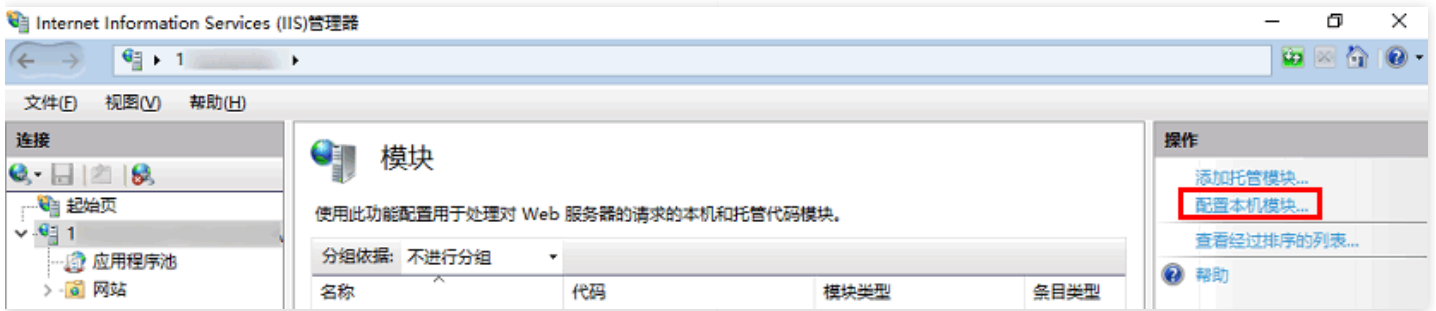 Internet Information Services (IIS)管理器
1
文件(F) 视图(V) 帮助(H)
连接
起始页
1
应用程序池
网站
模块
使用此功能配置用于处理对 Web 服务器的请求的本机和托管代码模块。
分组依据: 不进行分组
名称 代码 模块类型 条目类型
操作
添加托管模块...
配置本机模块...
查看经过排序的列表...
帮助